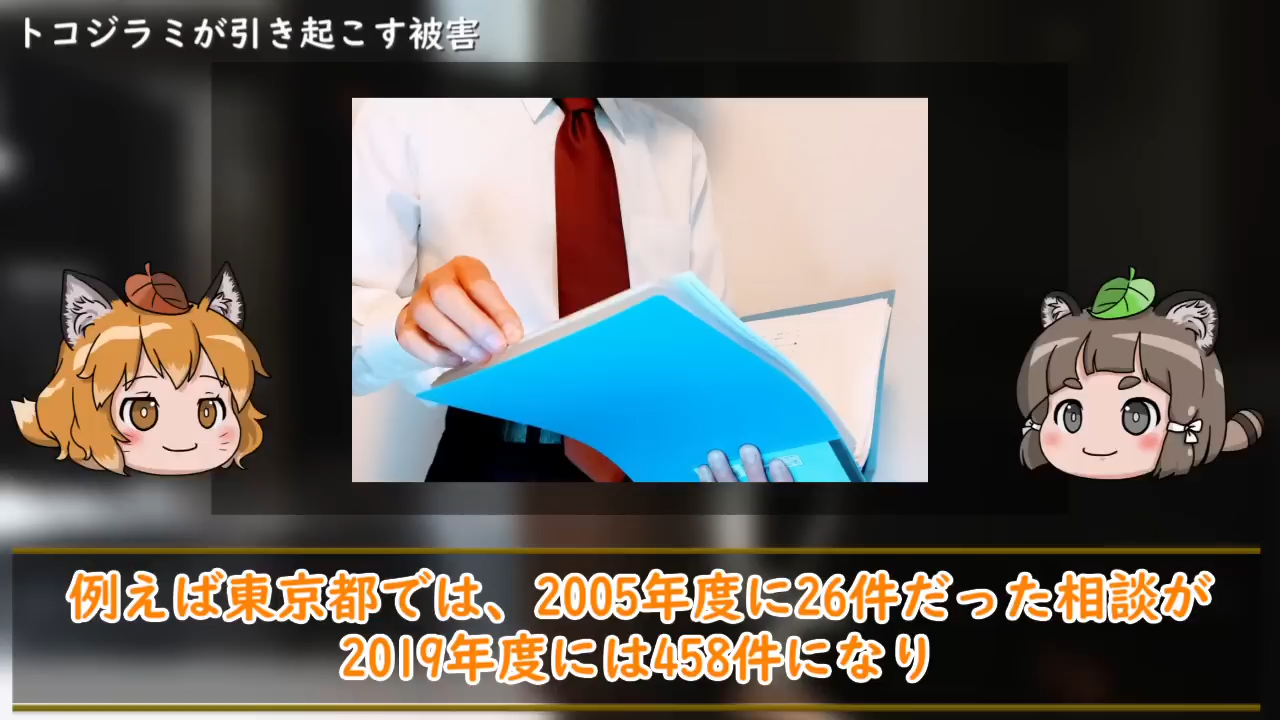 トコジラミが引き起こす被害
例えば東京都では、2005年度に26件だった相談が
2019年度には458件になり